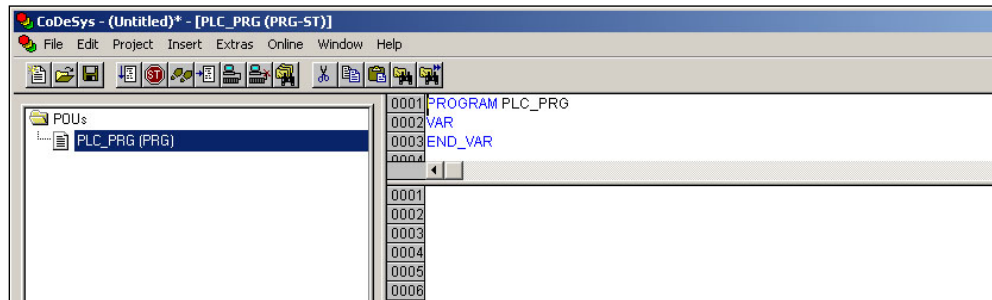 CoDeSys - (Untitled)* - [PLC_PRG (PRG-ST)]
File Edit Project Insert Extras Online Window Help
POUs
PLC_PRG (PRG)
0001 PROGRAM PLC_PRG
0002 VAR
0003 END_VAR
0004
0001
0002
0003
0004
0005
0006